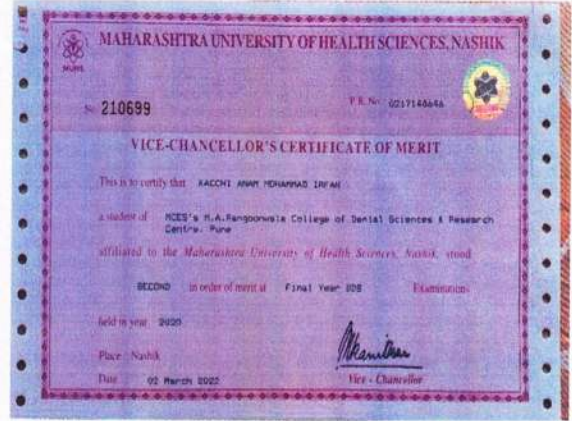 MUHS
MAHARASHTRA UNIVERSITY OF HEALTH SCIENCES, NASHIK
210699
P. R. No. 0217140646
VICE-CHANCELLOR'S CERTIFICATE OF MERIT
This is to certify that KACCHI ANAM MOHAMMAD IRFAN
a student of MCES's M.A.Rangoonwala College of Dental Sciences & Research
Centre, Pune
affiliated to the Maharashtra University of Health Sciences, Nashik, stood
SECOND in order of merit at Final Year BDS Examinations
held in year 2020
Place : Nashik
Date 02 March 2022 Vice - Chancellor